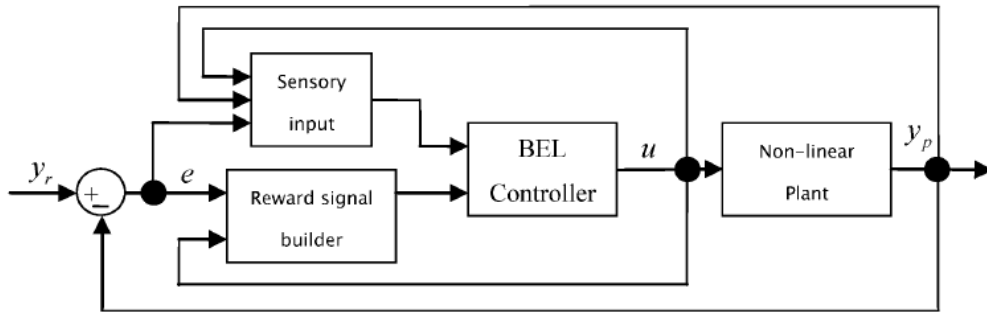 Sensory
input
BEL
Controller
Non-linear
Plant
Reward signal
builder
y_r
+
−
e
u
y_p